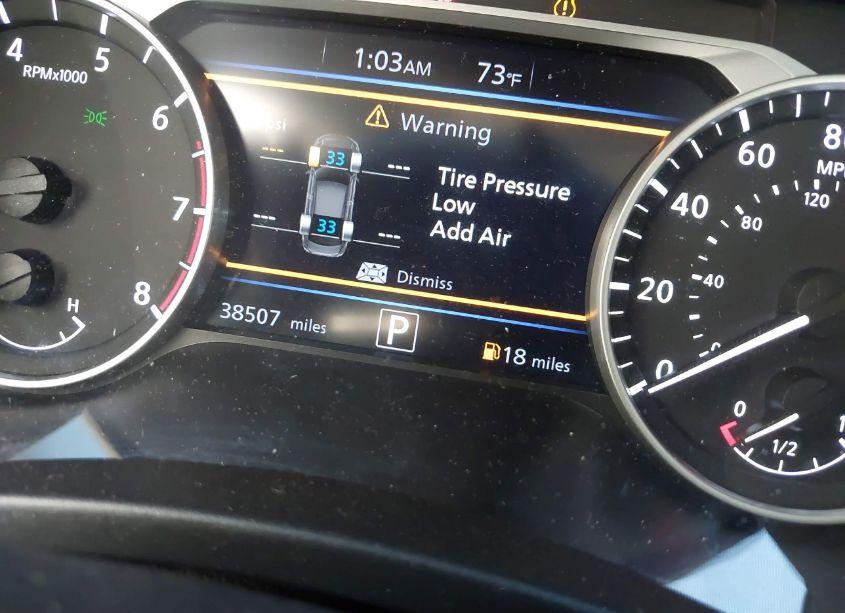 4
5
RPMx1000
6
7
8
H
1:03AM 73°F
Warning
---
33
---
Tire Pressure
Low
Add Air
---
33
---
Dismiss
38507 miles
P
18 miles
60
MPH
40
120
80
20
40
0
0
1/2